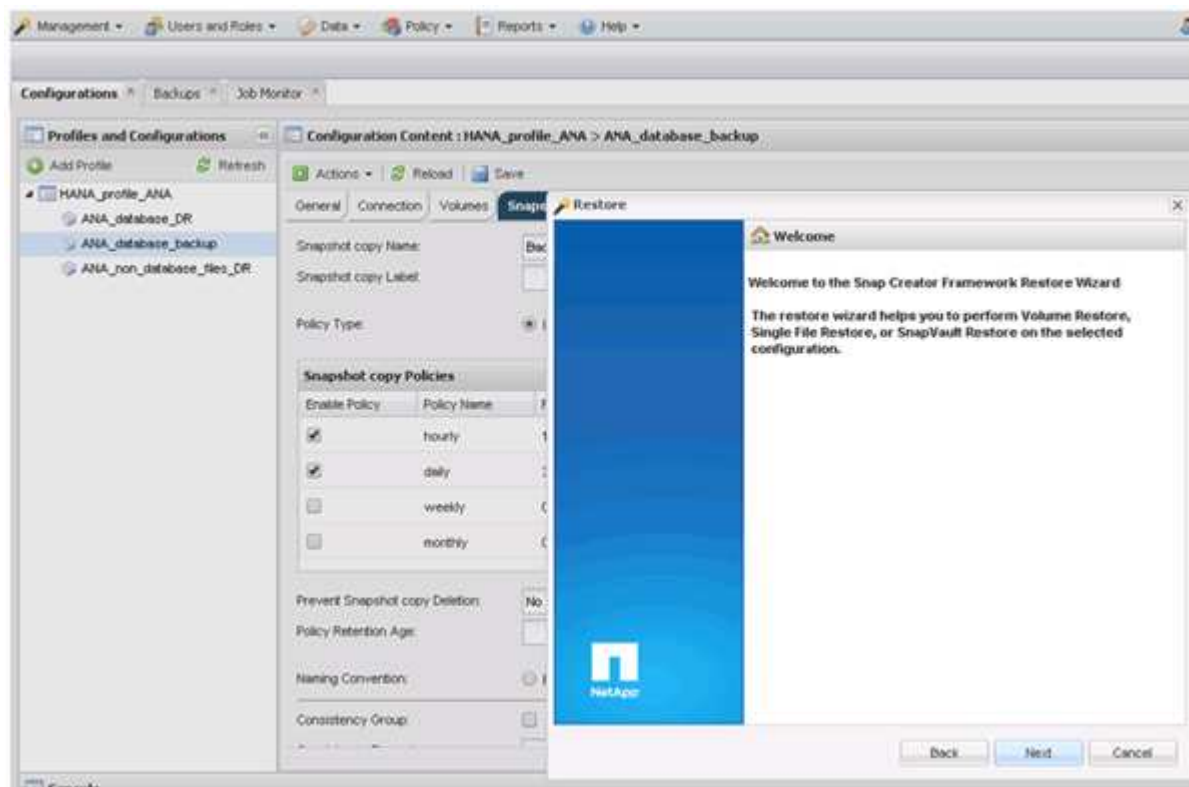 Management Users and Roles Data Policy Reports Help
Configurations Backups Job Monitor
Profiles and Configurations
Add Profile Refresh
HANA_profile_ANA
ANA_database_DR
ANA_database_backup
ANA_non_database_files_DR
Configuration Content : HANA_profile_ANA > ANA_database_backup
Actions Reload Save
General Connection Volumes Snaps
Snapshot copy Name: Bac
Snapshot copy Label:
Policy Type:
Snapshot copy Policies
Enable Policy Policy Name
hourly 1
daily
weekly
monthly
Prevent Snapshot copy Deletion: No
Policy Retention Age:
Naming Convention:
Consistency Group:
Restore
Welcome
Welcome to the Snap Creator Framework Restore Wizard
The restore wizard helps you to perform Volume Restore,
Single File Restore, or SnapVault Restore on the selected
configuration.
NetApp
Back Next Cancel